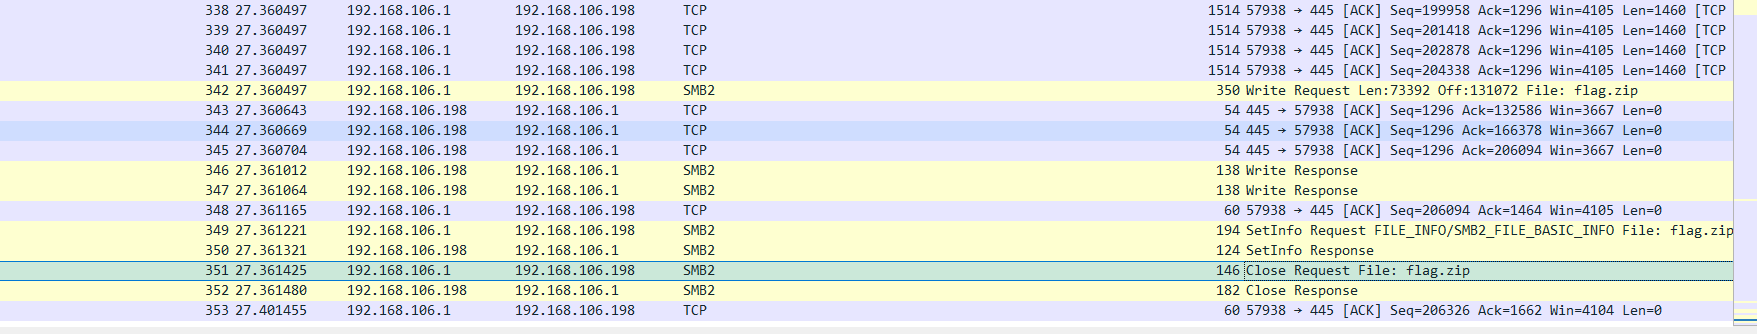 338 27.360497 192.168.106.1 192.168.106.198 TCP 1514 57938 → 445 [ACK] Seq=199958 Ack=1296 Win=4105 Len=1460 [TCP
339 27.360497 192.168.106.1 192.168.106.198 TCP 1514 57938 → 445 [ACK] Seq=201418 Ack=1296 Win=4105 Len=1460 [TCP
340 27.360497 192.168.106.1 192.168.106.198 TCP 1514 57938 → 445 [ACK] Seq=202878 Ack=1296 Win=4105 Len=1460 [TCP
341 27.360497 192.168.106.1 192.168.106.198 TCP 1514 57938 → 445 [ACK] Seq=204338 Ack=1296 Win=4105 Len=1460 [TCP
342 27.360497 192.168.106.1 192.168.106.198 SMB2 350 Write Request Len:73392 Off:131072 File: flag.zip
343 27.360643 192.168.106.198 192.168.106.1 TCP 54 445 → 57938 [ACK] Seq=1296 Ack=132586 Win=3667 Len=0
344 27.360669 192.168.106.198 192.168.106.1 TCP 54 445 → 57938 [ACK] Seq=1296 Ack=166378 Win=3667 Len=0
345 27.360704 192.168.106.198 192.168.106.1 TCP 54 445 → 57938 [ACK] Seq=1296 Ack=206094 Win=3667 Len=0
346 27.361012 192.168.106.198 192.168.106.1 SMB2 138 Write Response
347 27.361064 192.168.106.198 192.168.106.1 SMB2 138 Write Response
348 27.361165 192.168.106.1 192.168.106.198 TCP 60 57938 → 445 [ACK] Seq=206094 Ack=1464 Win=4105 Len=0
349 27.361221 192.168.106.1 192.168.106.198 SMB2 194 SetInfo Request FILE_INFO/SMB2_FILE_BASIC_INFO File: flag.zip
350 27.361321 192.168.106.198 192.168.106.1 SMB2 124 SetInfo Response
351 27.361425 192.168.106.1 192.168.106.198 SMB2 146 Close Request File: flag.zip
352 27.361480 192.168.106.198 192.168.106.1 SMB2 182 Close Response
353 27.401455 192.168.106.1 192.168.106.198 TCP 60 57938 → 445 [ACK] Seq=206326 Ack=1662 Win=4104 Len=0